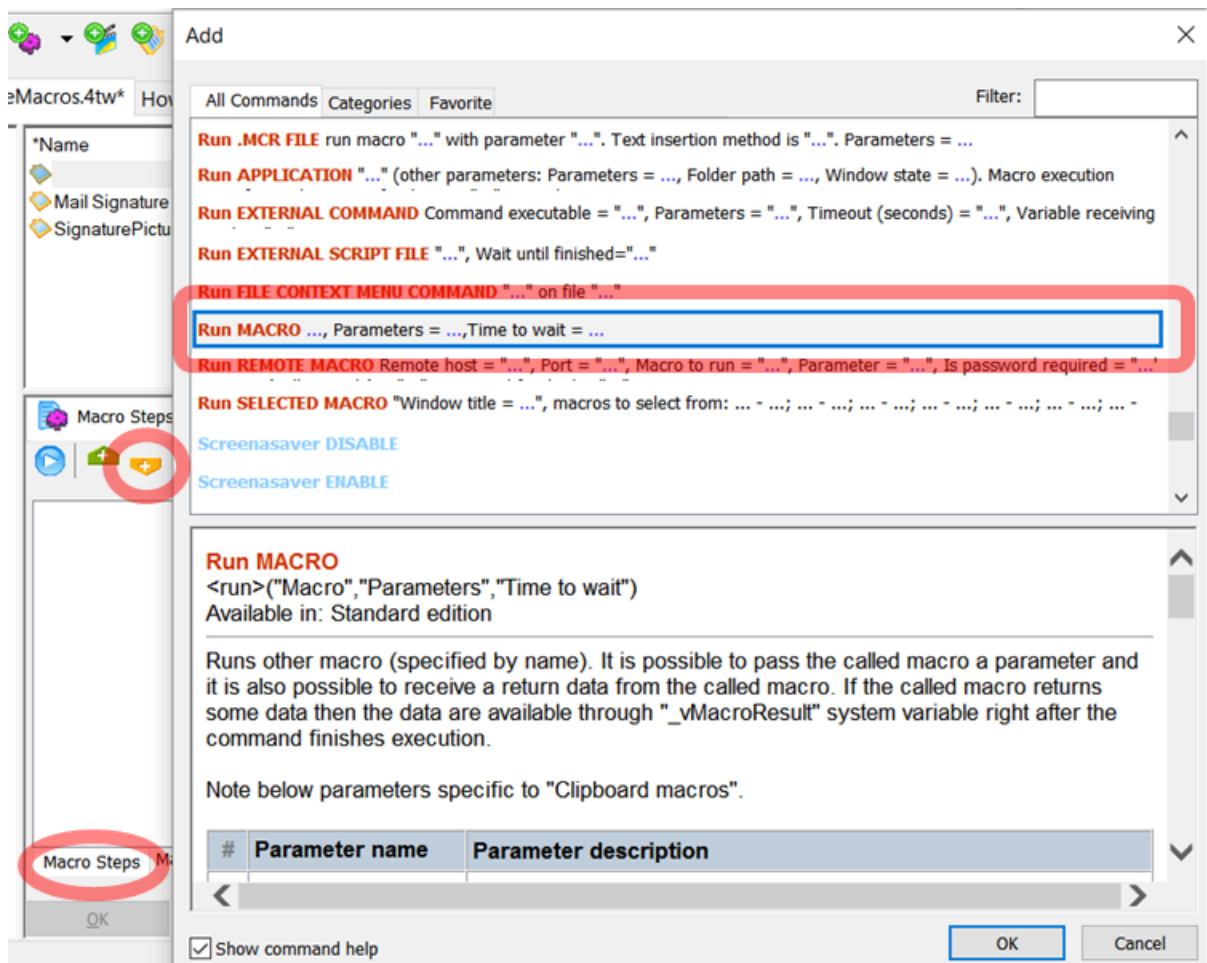 Add
eMacros.4tw* Hov
All Commands Categories Favorite Filter:
*Name
Mail Signature
SignaturePictu
Run .MCR FILE run macro "..." with parameter "...". Text insertion method is "...". Parameters = ...
Run APPLICATION "..." (other parameters: Parameters = ..., Folder path = ..., Window state = ...). Macro execution
Run EXTERNAL COMMAND Command executable = "...", Parameters = "...", Timeout (seconds) = "...", Variable receiving
Run EXTERNAL SCRIPT FILE "...", Wait until finished="..."
Run FILE CONTEXT MENU COMMAND "..." on file "..."
Run MACRO ..., Parameters = ...,Time to wait = ...
Run REMOTE MACRO Remote host = "...", Port = "...", Macro to run = "...", Parameter = "...", Is password required = "..."
Run SELECTED MACRO "Window title = ...", macros to select from: ... - ...; ... - ...; ... - ...; ... - ...; ... - ...; ... - ...; ... -
Screenasaver DISABLE
Screenasaver ENABLE
Macro Steps
Run MACRO
<run>("Macro","Parameters","Time to wait")
Available in: Standard edition
Runs other macro (specified by name). It is possible to pass the called macro a parameter and
it is also possible to receive a return data from the called macro. If the called macro returns
some data then the data are available through "_vMacroResult" system variable right after the
command finishes execution.
Note below parameters specific to "Clipboard macros".
# Parameter name Parameter description
Macro Steps Ma
OK
Show command help
OK Cancel